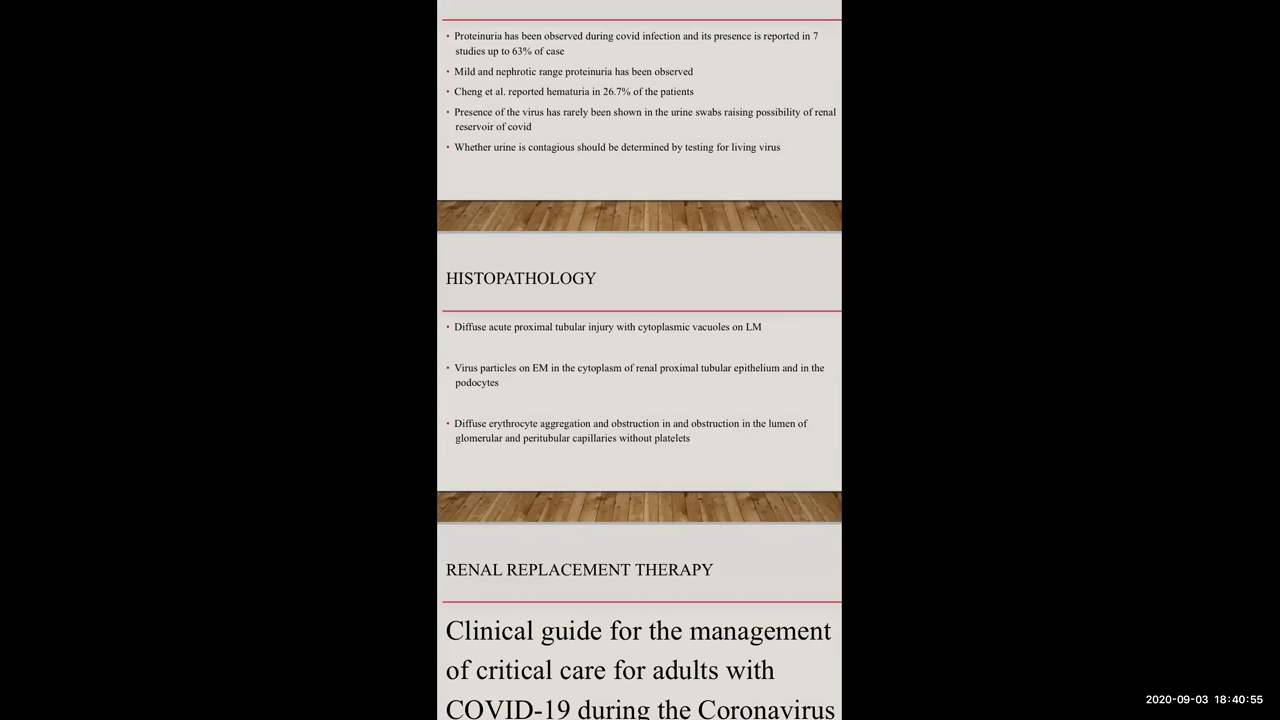 • Proteinuria has been observed during covid infection and its presence is reported in 7
studies up to 63% of case
• Mild and nephrotic range proteinuria has been observed
• Cheng et al. reported hematuria in 26.7% of the patients
• Presence of the virus has rarely been shown in the urine swabs raising possibility of renal
reservoir of covid
• Whether urine is contagious should be determined by testing for living virus
HISTOPATHOLOGY
• Diffuse acute proximal tubular injury with cytoplasmic vacuoles on LM
• Virus particles on EM in the cytoplasm of renal proximal tubular epithelium and in the
podocytes
• Diffuse erythrocyte aggregation and obstruction in and obstruction in the lumen of
glomerular and peritubular capillaries without platelets
RENAL REPLACEMENT THERAPY
Clinical guide for the management
of critical care for adults with
COVID-19 during the Coronavirus
2020-09-03 18:40:55